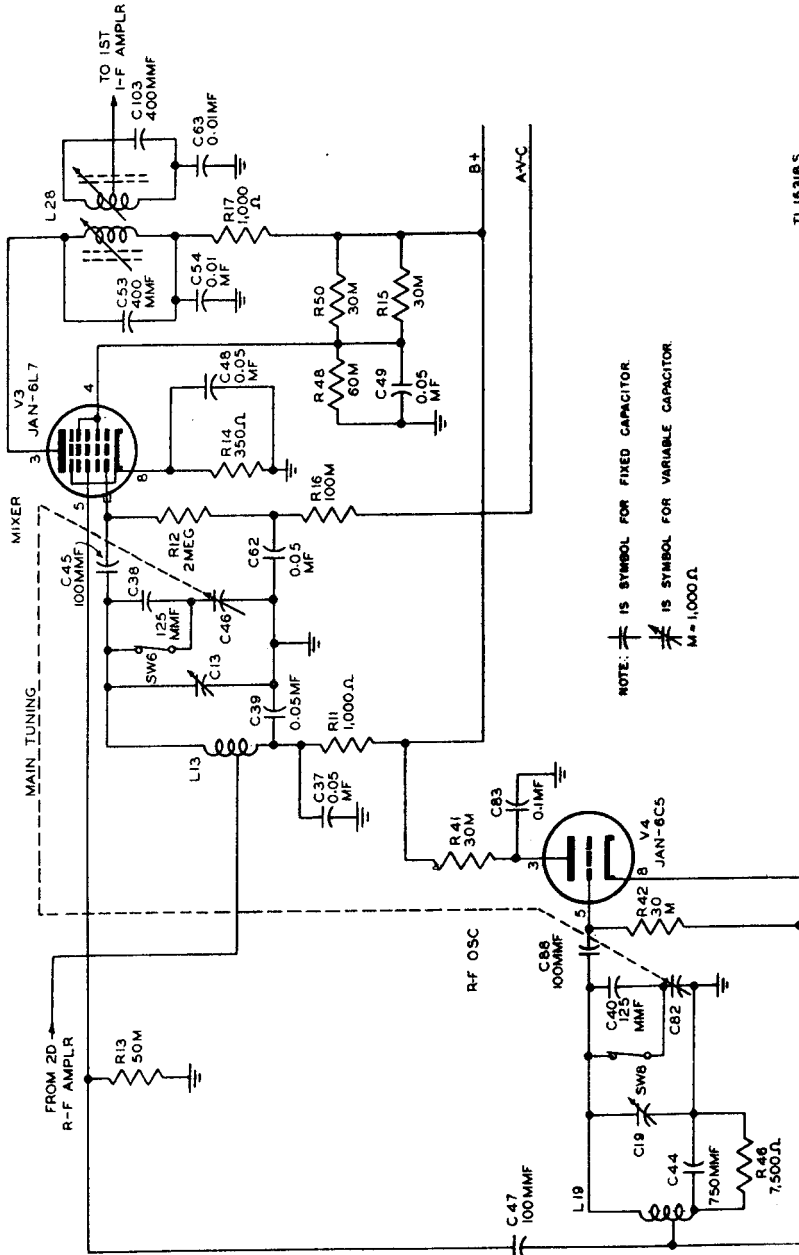 TO 1ST
I-F AMPLR
C103
400MMF
C63
0.01MF
L28
R17
1,000
Ω
C53
400
MMF
C54
0.01
MF
B+
A-V-C
V3
JAN-6L7
3
4
5
8
MIXER
C48
0.05
MF
R14
350Ω
R50
30M
R15
30M
R48
60M
C49
0.05
MF
R16
100M
C45
100MMF
R12
2MEG
C62
0.05
MF
C38
125
MMF
C46
SW6
C13
MAIN TUNING
L13
C39
0.05MF
R11
1,000Ω
C37
0.05
MF
R41
30M
C83
0.1MF
3
V4
JAN-6C5
8
5
R42
30
M
R-F OSC
C88
100MMF
C40
125
MMF
C82
SW8
C19
C44
750MMF
R46
7,500Ω
L19
FROM 2D
R-F AMPLR
R13
50M
C47
100MMF
NOTE: IS SYMBOL FOR FIXED CAPACITOR.
IS SYMBOL FOR VARIABLE CAPACITOR.
M = 1,000Ω